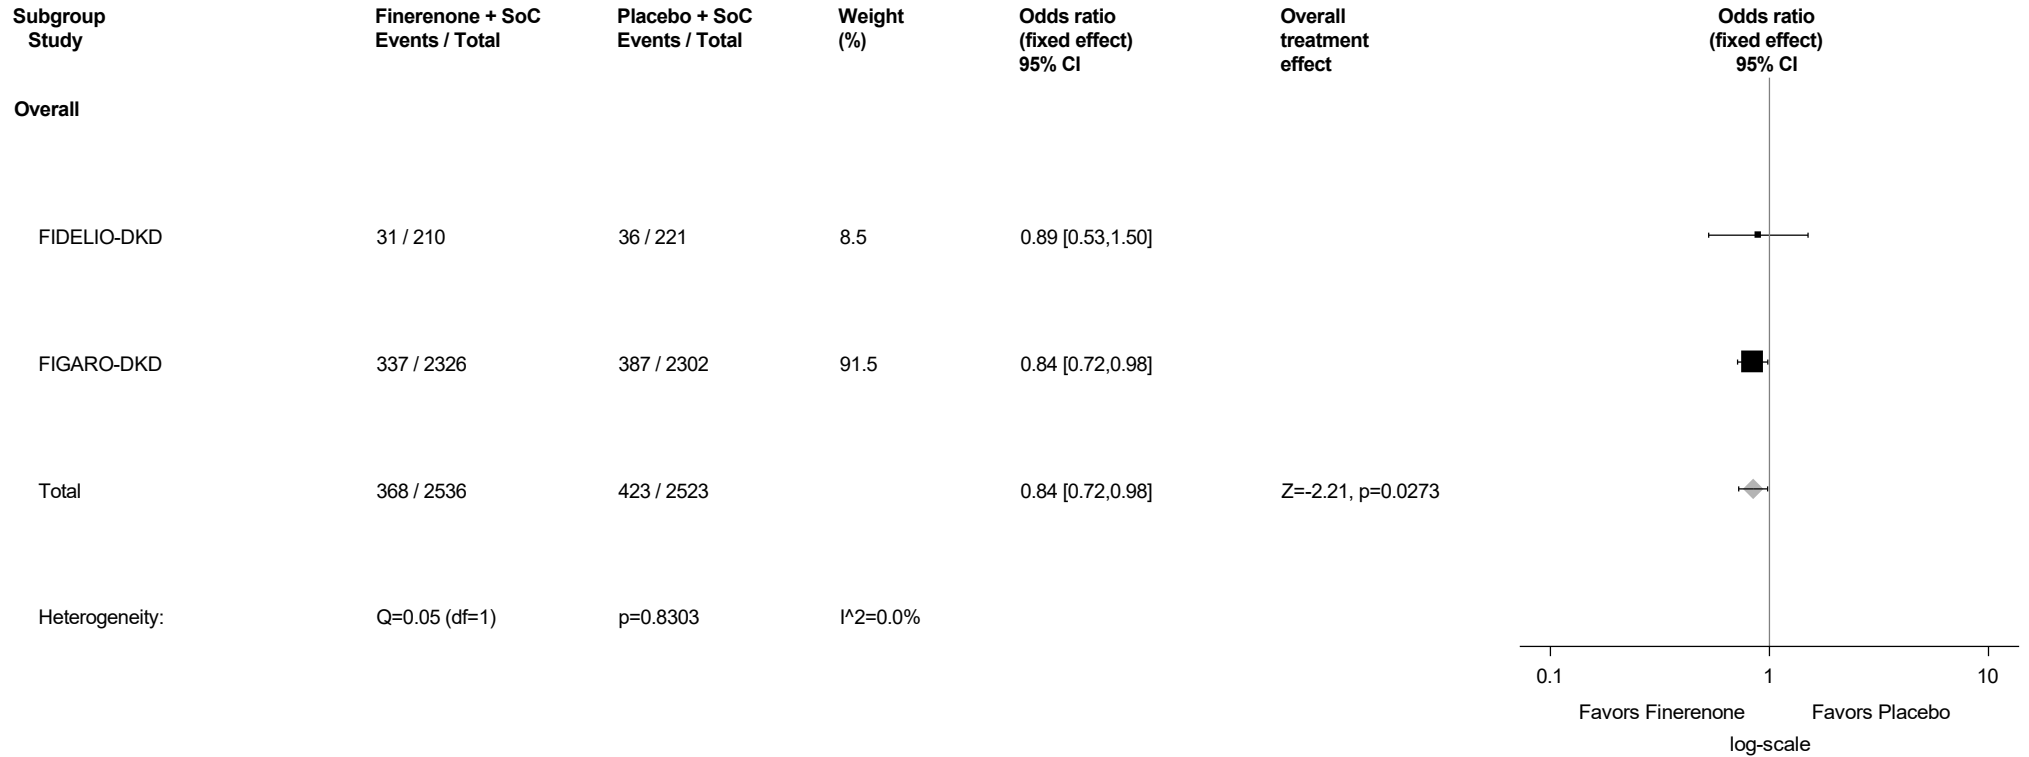 Subgroup Finerenone + SoC Placebo + SoC Weight Odds ratio Overall Odds ratio
Study Events / Total Events / Total (%) (fixed effect) treatment (fixed effect)
95% CI effect 95% CI
Overall
FIDELIO-DKD 31 / 210 36 / 221 8.5 0.89 [0.53,1.50]
FIGARO-DKD 337 / 2326 387 / 2302 91.5 0.84 [0.72,0.98]
Total 368 / 2536 423 / 2523 0.84 [0.72,0.98] Z=-2.21, p=0.0273
Heterogeneity: Q=0.05 (df=1) p=0.8303 I^2=0.0%
0.1 1 10
Favors Finerenone Favors Placebo
log-scale